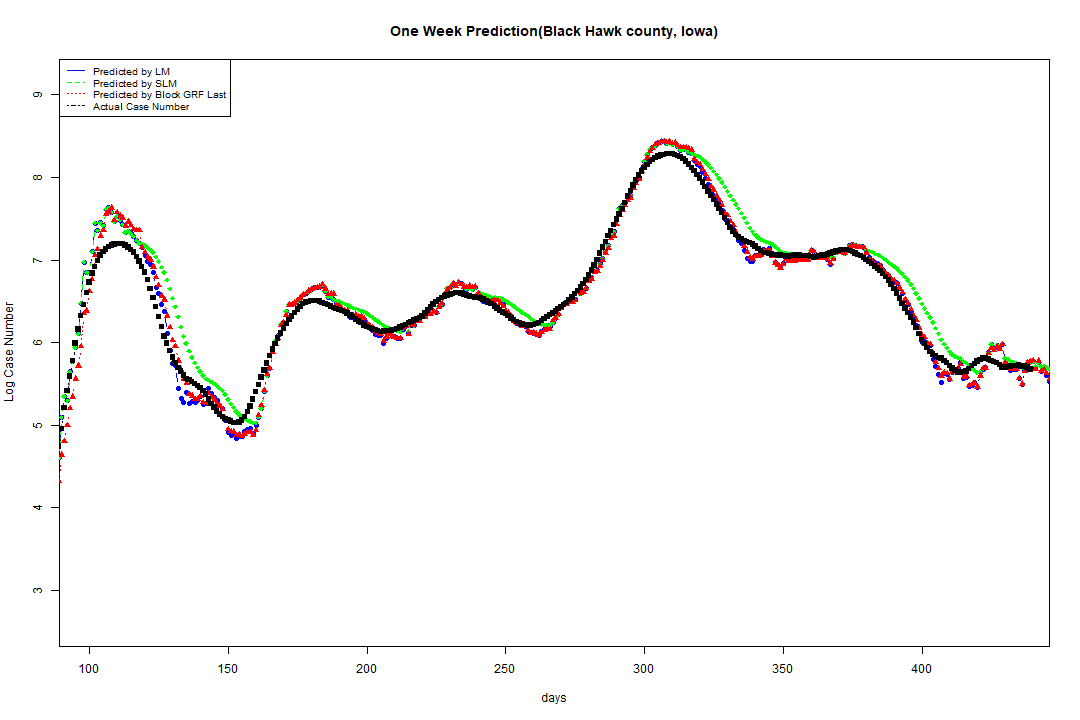 One Week Prediction(Black Hawk county, Iowa)
Predicted by LM
Predicted by SLM
Predicted by Block GRF Last
Actual Case Number
9
8
7
6
5
4
3
Log Case Number
100 150 200 250 300 350 400
days